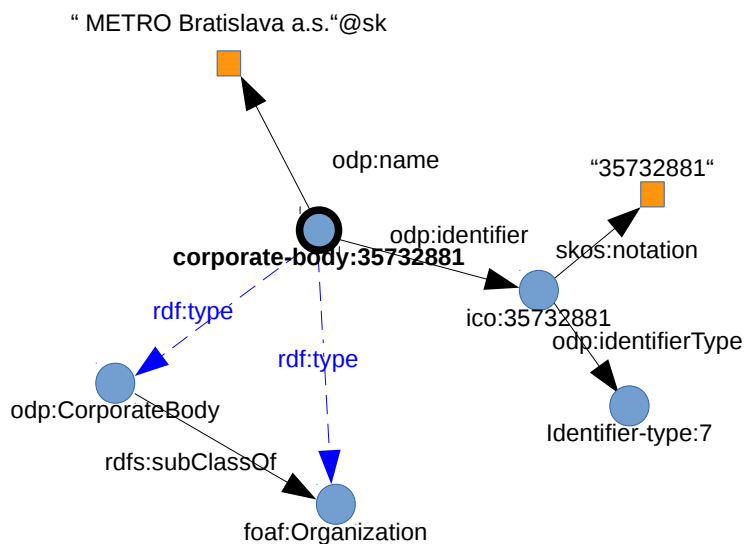 “ METRO Bratislava a.s.“@sk
odp:name
“35732881“
odp:identifier
skos:notation
corporate-body:35732881
rdf:type
ico:35732881
odp:identifierType
rdf:type
odp:CorporateBody
Identifier-type:7
rdfs:subClassOf
foaf:Organization